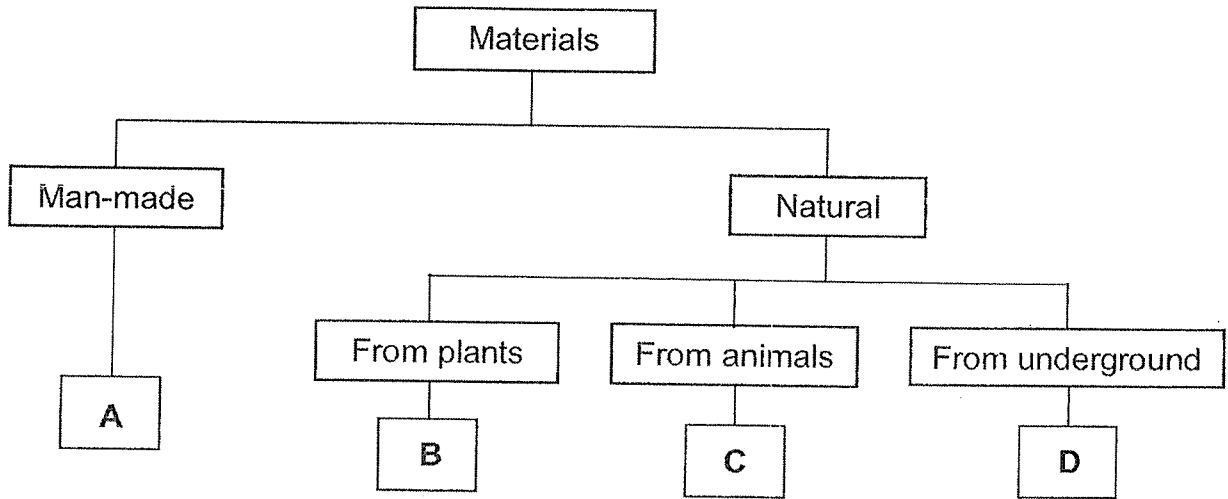 Materials
Man-made
Natural
From plants
From animals
From underground
A
B
C
D